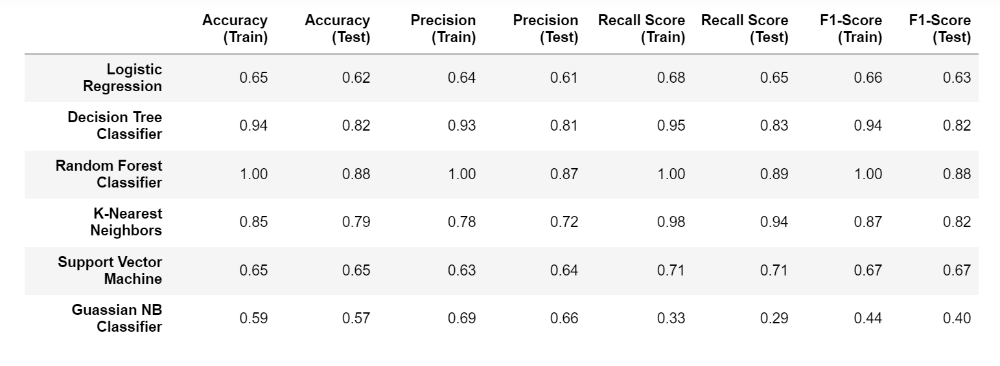 Accuracy (Train) Accuracy (Test) Precision (Train) Precision (Test) Recall Score (Train) Recall Score (Test) F1-Score (Train) F1-Score (Test)
Logistic Regression 0.65 0.62 0.64 0.61 0.68 0.65 0.66 0.63
Decision Tree Classifier 0.94 0.82 0.93 0.81 0.95 0.83 0.94 0.82
Random Forest Classifier 1.00 0.88 1.00 0.87 1.00 0.89 1.00 0.88
K-Nearest Neighbors 0.85 0.79 0.78 0.72 0.98 0.94 0.87 0.82
Support Vector Machine 0.65 0.65 0.63 0.64 0.71 0.71 0.67 0.67
Guassian NB Classifier 0.59 0.57 0.69 0.66 0.33 0.29 0.44 0.40